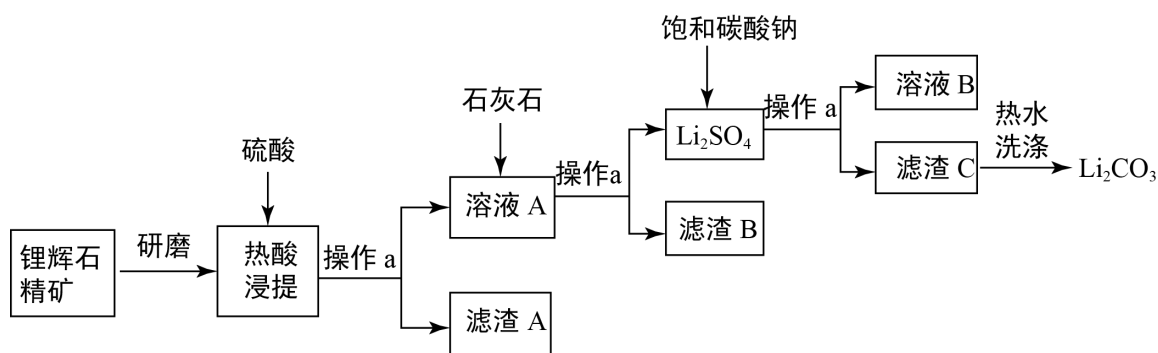 锂辉石
精矿
研磨
硫酸
热酸
浸提
操作 a
石灰石
溶液 A
滤渣 A
操作a
饱和碳酸钠
Li₂SO₄
滤渣 B
操作 a
溶液 B
滤渣 C
热水
洗涤
Li₂CO₃